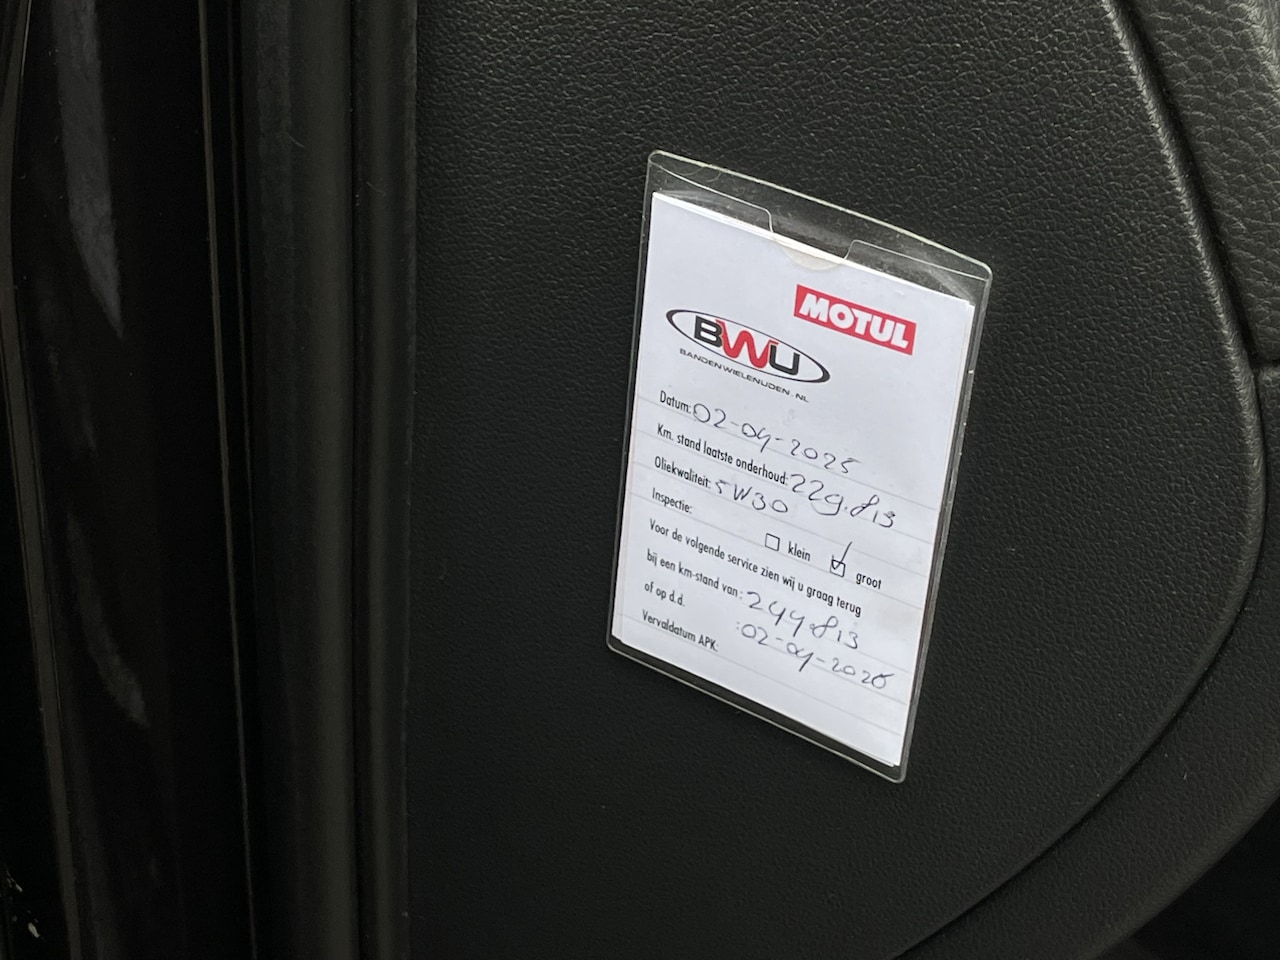 MOTUL
BWU
BANDENWIELENIJDEN.NL
Datum: 02-04-2025
Km. stand laatste onderhoud: 229.813
Oliekwaliteit: 5W30
Inspectie: klein groot
Voor de volgende service zien wij u graag terug
bij een km-stand van: 244.813
of op d.d. : 02-04-2026
Vervaldatum APK: